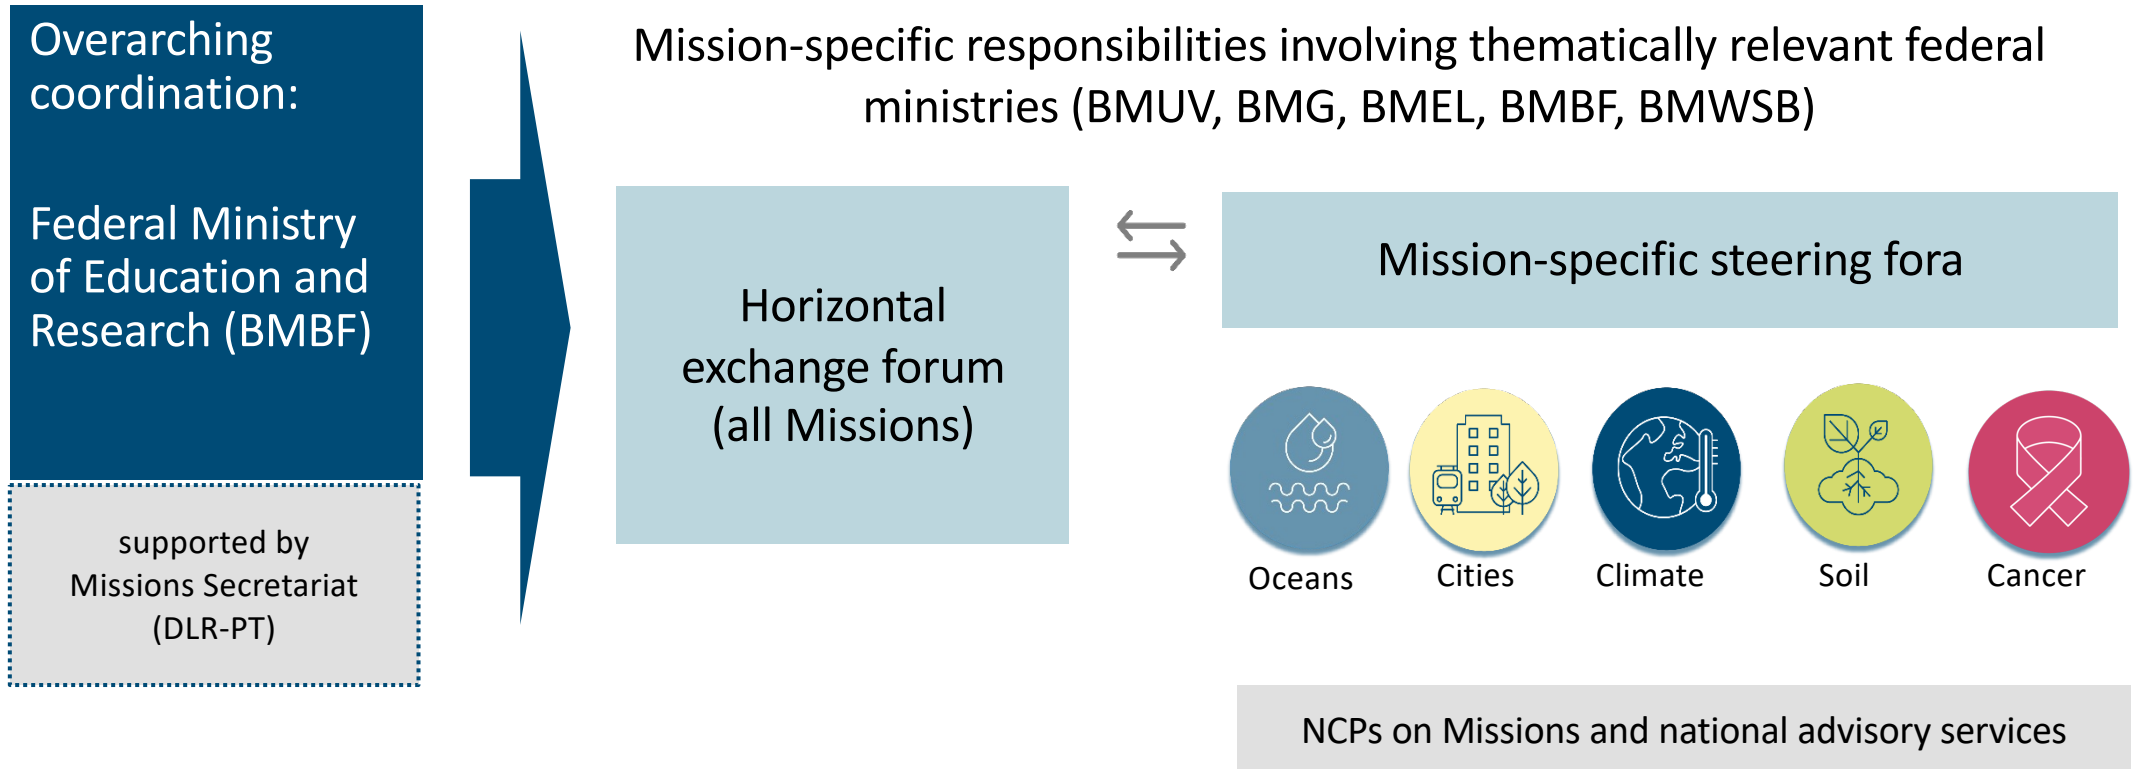 Overarching
coordination:
Federal Ministry
of Education and
Research (BMBF)
supported by
Missions Secretariat
(DLR-PT)
Mission-specific responsibilities involving thematically relevant federal
ministries (BMUV, BMG, BMEL, BMBF, BMWSB)
Horizontal
exchange forum
(all Missions)
Mission-specific steering fora
Oceans
Cities
Climate
Soil
Cancer
NCPs on Missions and national advisory services